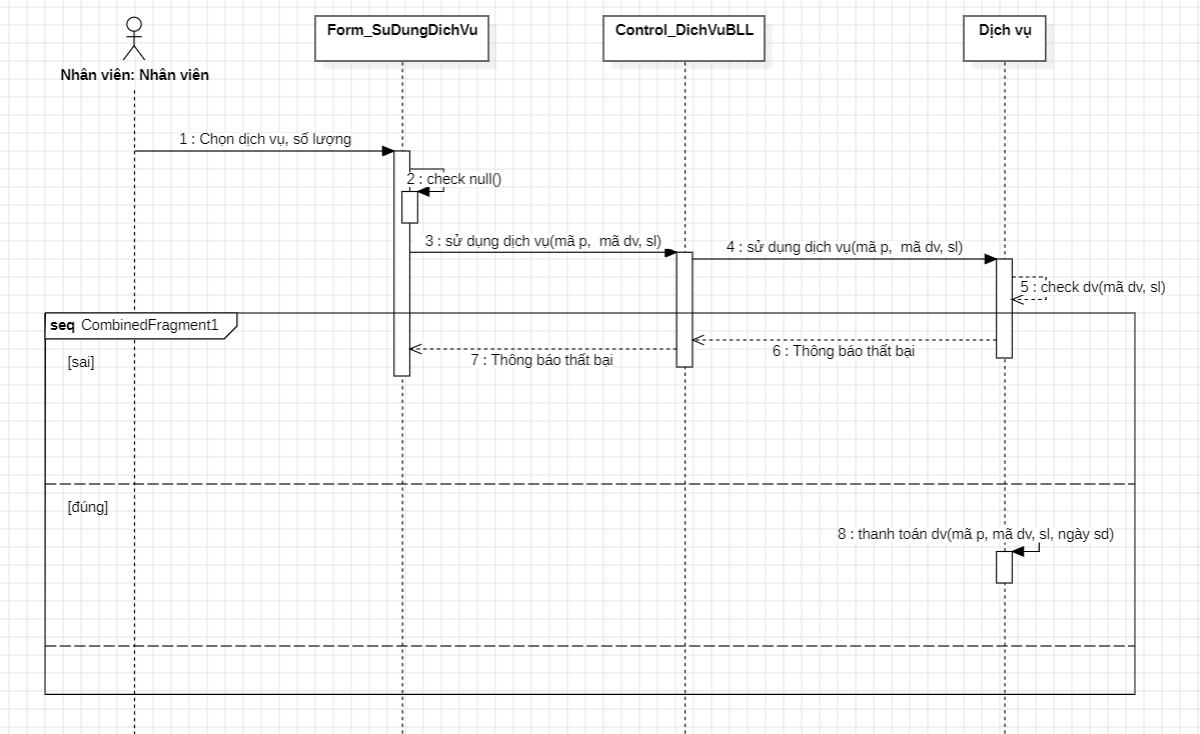 Form_SuDungDichVu
Control_DichVuBLL
Dịch vụ
Nhân viên: Nhân viên
1 : Chọn dịch vụ, số lượng
2 : check null()
3 : sử dụng dịch vụ(mã p, mã dv, sl)
4 : sử dụng dịch vụ(mã p, mã dv, sl)
5 : check dv(mã dv, sl)
seq CombinedFragment1
[sai]
6 : Thông báo thất bại
7 : Thông báo thất bại
[đúng]
8 : thanh toán dv(mã p, mã dv, sl, ngày sd)